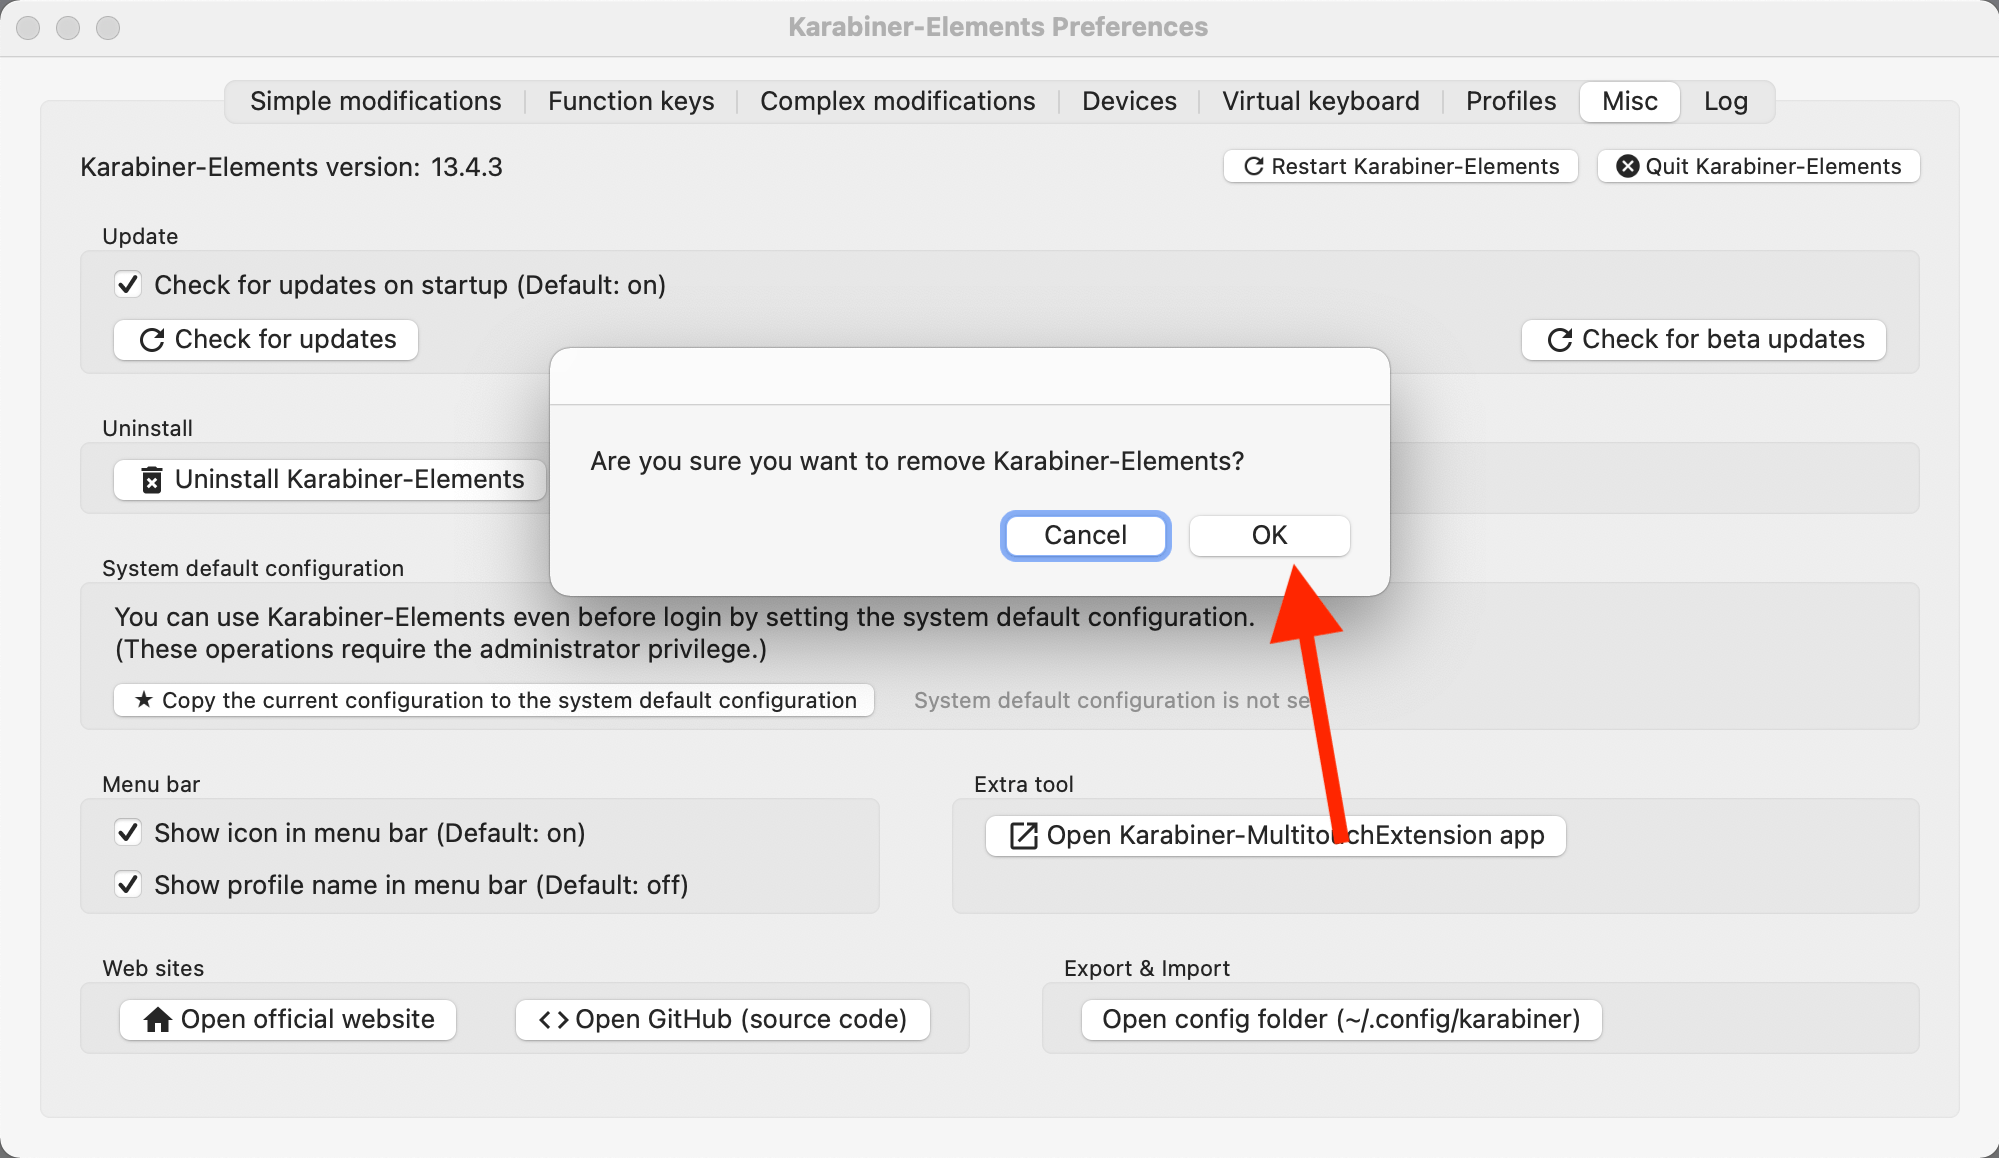 Karabiner-Elements Preferences
Simple modifications Function keys Complex modifications Devices Virtual keyboard Profiles Misc Log
Karabiner-Elements version: 13.4.3
Restart Karabiner-Elements
Quit Karabiner-Elements
Update
Check for updates on startup (Default: on)
Check for updates
Check for beta updates
Are you sure you want to remove Karabiner-Elements?
Cancel
OK
Uninstall
Uninstall Karabiner-Elements
System default configuration
You can use Karabiner-Elements even before login by setting the system default configuration.
(These operations require the administrator privilege.)
★ Copy the current configuration to the system default configuration
System default configuration is not se
Menu bar
Show icon in menu bar (Default: on)
Show profile name in menu bar (Default: off)
Extra tool
Open Karabiner-MultitouchExtension app
Web sites
Open official website
<> Open GitHub (source code)
Export & Import
Open config folder (~/.config/karabiner)